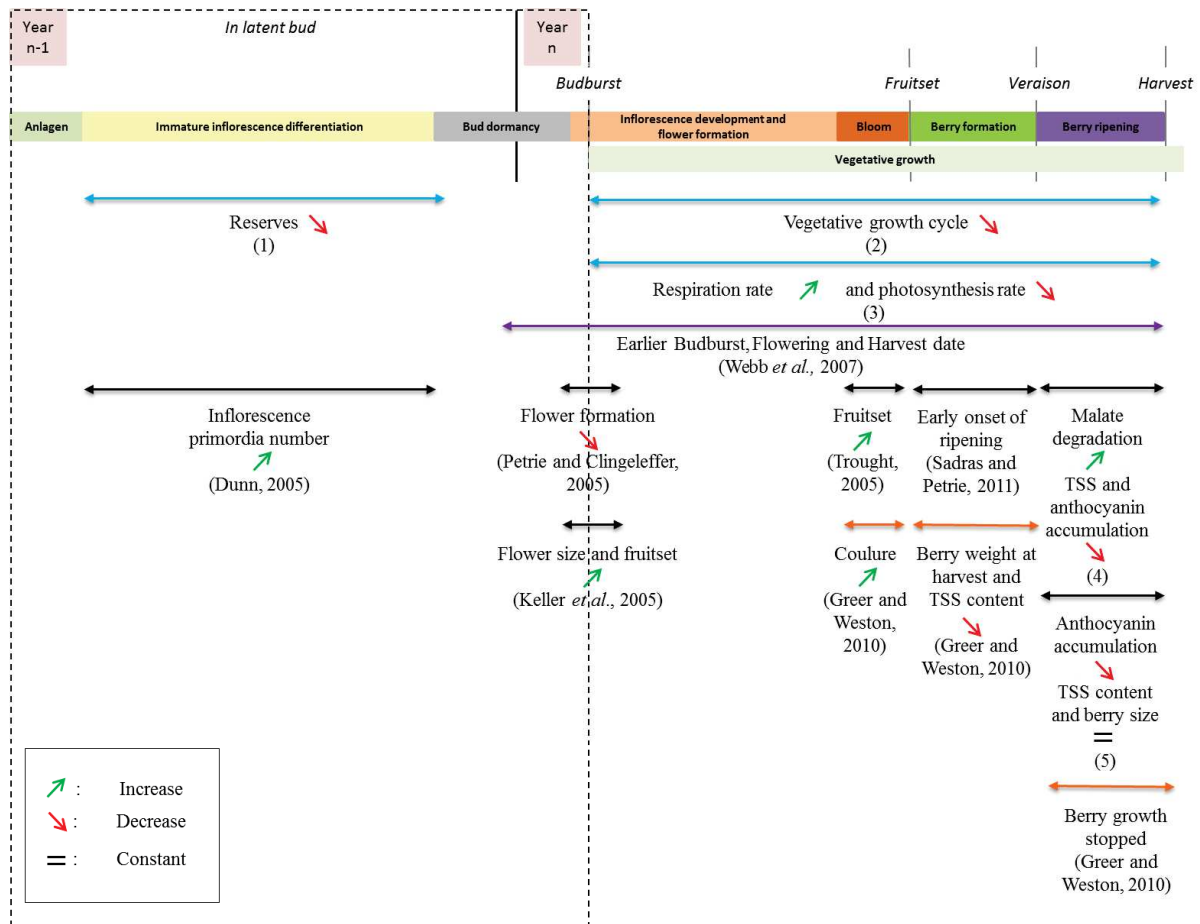 Year
n-1
In latent bud
Year
n
Budburst
Fruitset
Veraison
Harvest
Anlagen
Immature inflorescence differentiation
Bud dormancy
Inflorescence development and
flower formation
Bloom
Berry formation
Berry ripening
Vegetative growth
Reserves
(1)
Vegetative growth cycle
(2)
Respiration rate and photosynthesis rate
(3)
Earlier Budburst, Flowering and Harvest date
(Webb et al., 2007)
Inflorescence
primordia number
(Dunn, 2005)
Flower formation
(Petrie and Clingeleffer,
2005)
Flower size and fruitset
(Keller et al., 2005)
Fruitset
(Trought,
2005)
Coulure
(Greer and
Weston,
2010)
Early onset of
ripening
(Sadras and
Petrie, 2011)
Berry weight at
harvest and
TSS content
(Greer and
Weston, 2010)
Malate
degradation
TSS and
anthocyanin
accumulation
(4)
Anthocyanin
accumulation
TSS content
and berry size
=
(5)
Berry growth
stopped
(Greer and
Weston, 2010)
: Increase
: Decrease
= : Constant